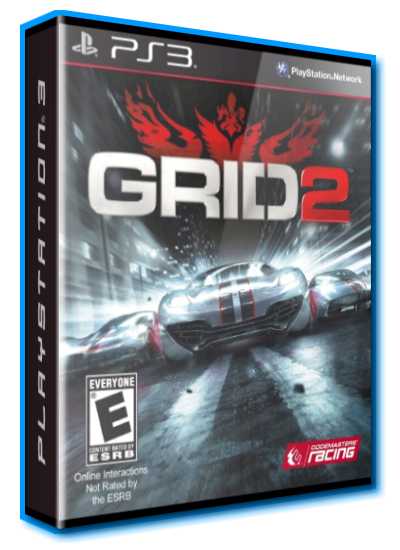 PS3
PlayStation®Network
PLAYSTATION®3
GRID2
EVERYONE
E
CONTENT RATED BY
ESRB
Online Interactions
Not Rated by
the ESRB
CODEMASTERS®
racing